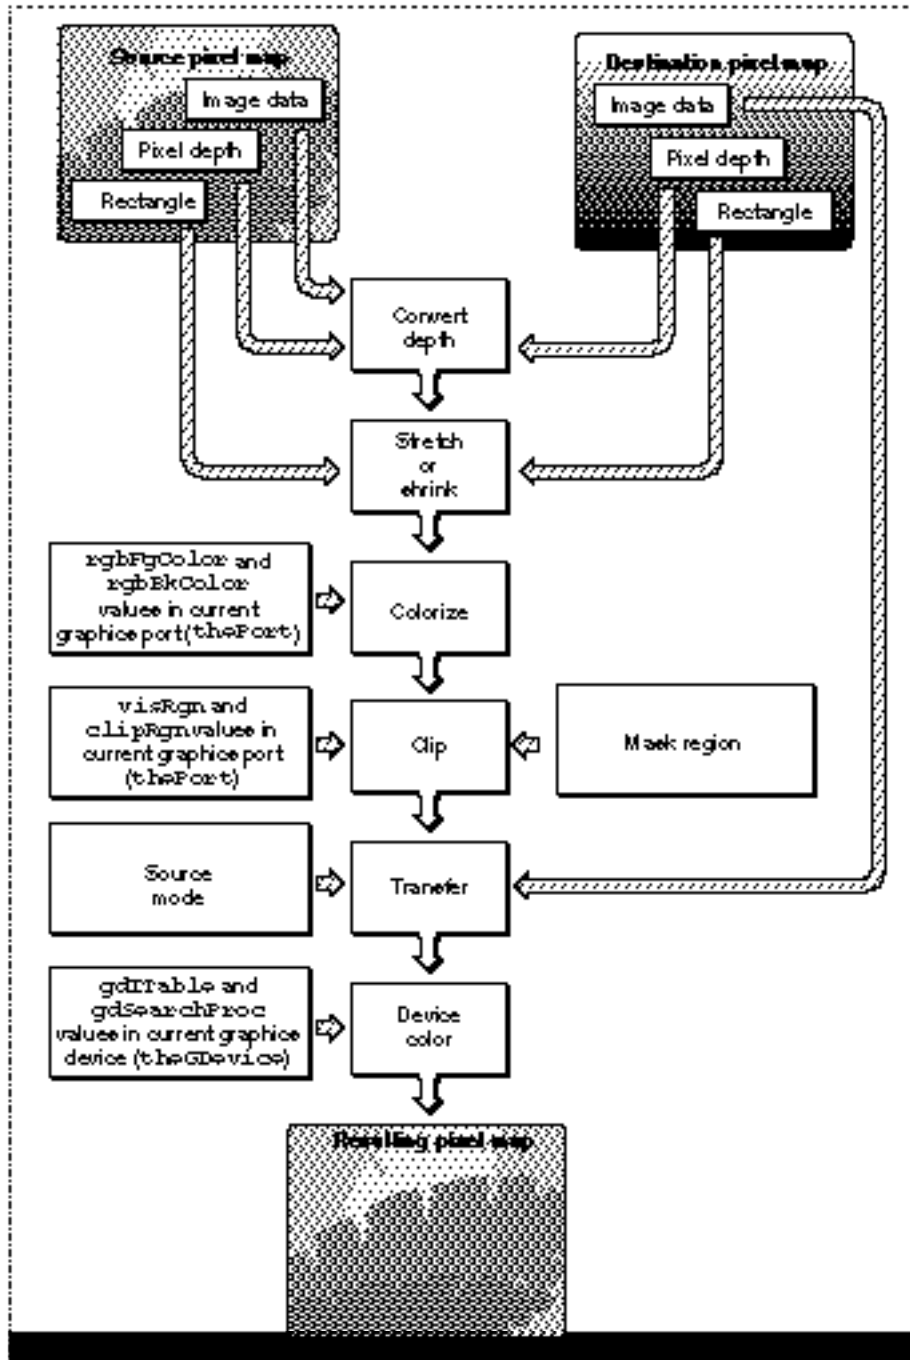 Source pixel map
Image data
Pixel depth
Rectangle
Destination pixel map
Image data
Pixel depth
Rectangle
Convert
depth
Stretch
or
shrink
rgbFgColor and
rgbBkColor
values in current
graphics port (thePort)
Colorize
visRgn and
clipRgn values in
current graphics port
(thePort)
Clip
Mask region
Source
mode
Transfer
gdITable and
gdSearchProc
values in current graphics
device (theGDevice)
Device
color
Resulting pixel map